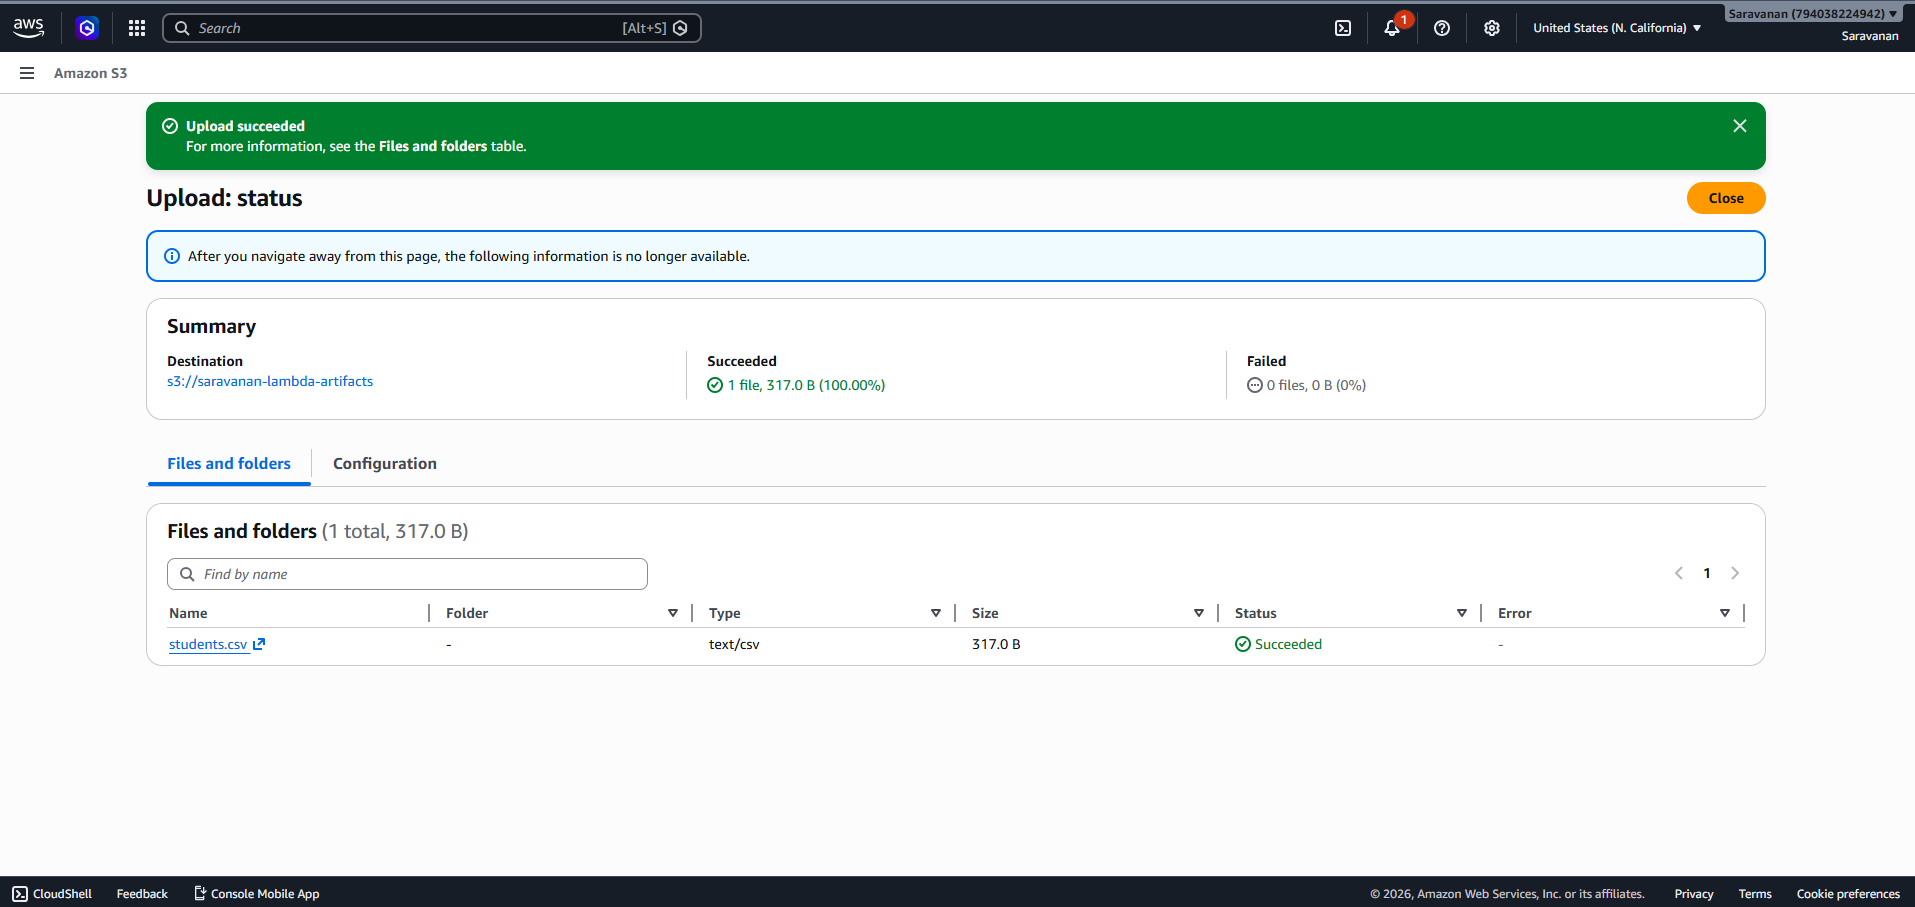 aws
Search [Alt+S]
1
United States (N. California)
Saravanan (794038224942)
Saravanan
Amazon S3
Upload succeeded
For more information, see the Files and folders table.
Upload: status
Close
After you navigate away from this page, the following information is no longer available.
Summary
Destination
s3://saravanan-lambda-artifacts
Succeeded
1 file, 317.0 B (100.00%)
Failed
0 files, 0 B (0%)
Files and folders
Configuration
Files and folders (1 total, 317.0 B)
Find by name
1
Name Folder Type Size Status Error
students.csv - text/csv 317.0 B Succeeded -
CloudShell Feedback Console Mobile App © 2026, Amazon Web Services, Inc. or its affiliates. Privacy Terms Cookie preferences